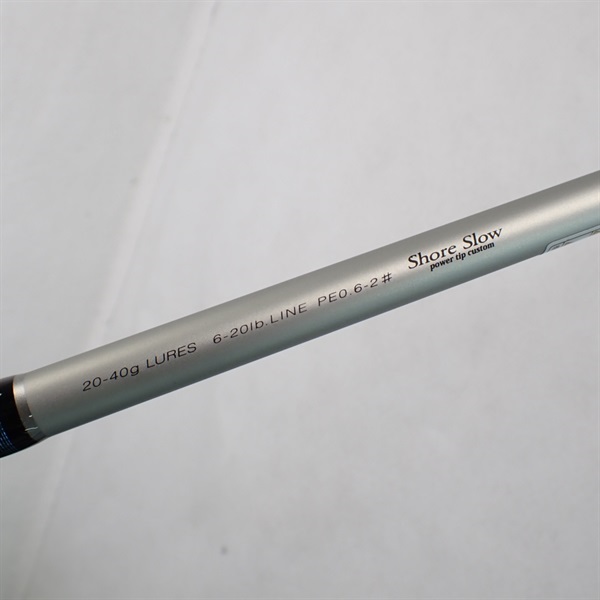 20-40g LURES 6-20lb.LINE PE0.6-2# Shore Slow
power tip custom